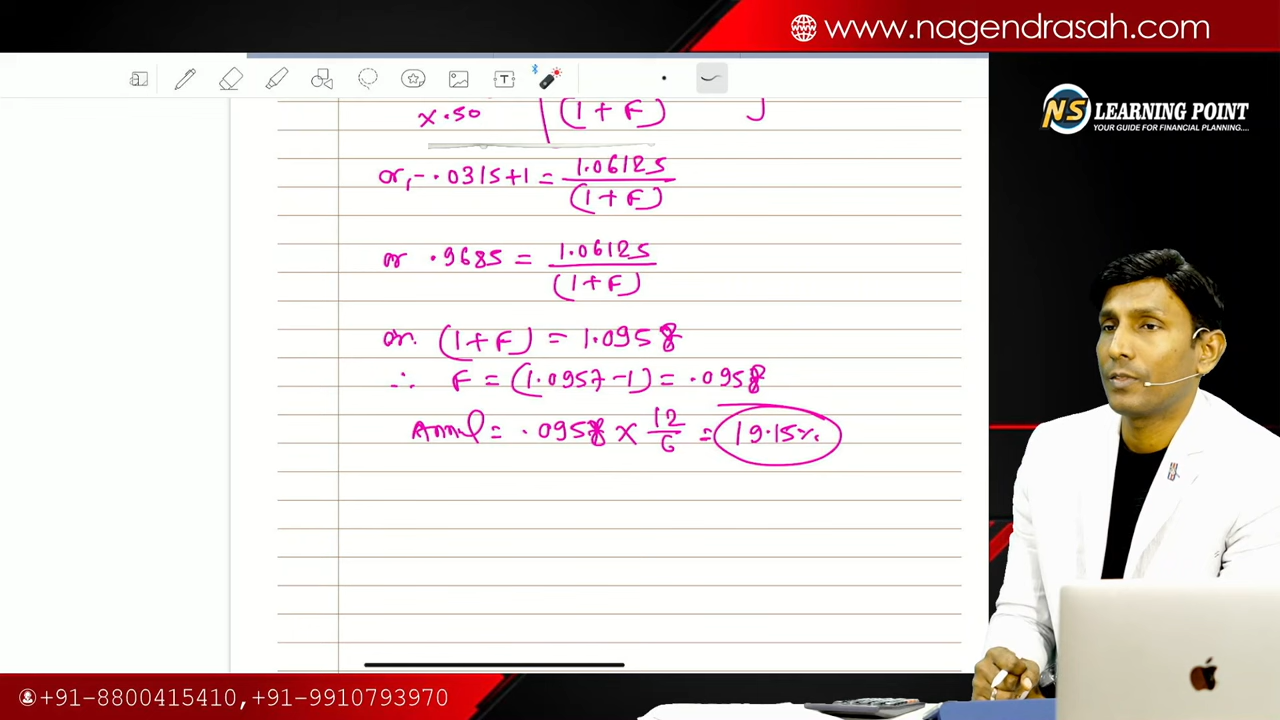 www.nagendrasah.com
NS LEARNING POINT
YOUR GUIDE FOR FINANCIAL PLANNING....
T
x .50 | (1 + F) ]
or, - .0315+1 = 1.06125 / (1 + F)
or .9685 = 1.06125 / (1+F)
or. (1+F) = 1.0958
∴ F = (1.0957-1) = .0958
Annul = .0958 × 12/6 = 19.15%
+91-8800415410,+91-9910793970